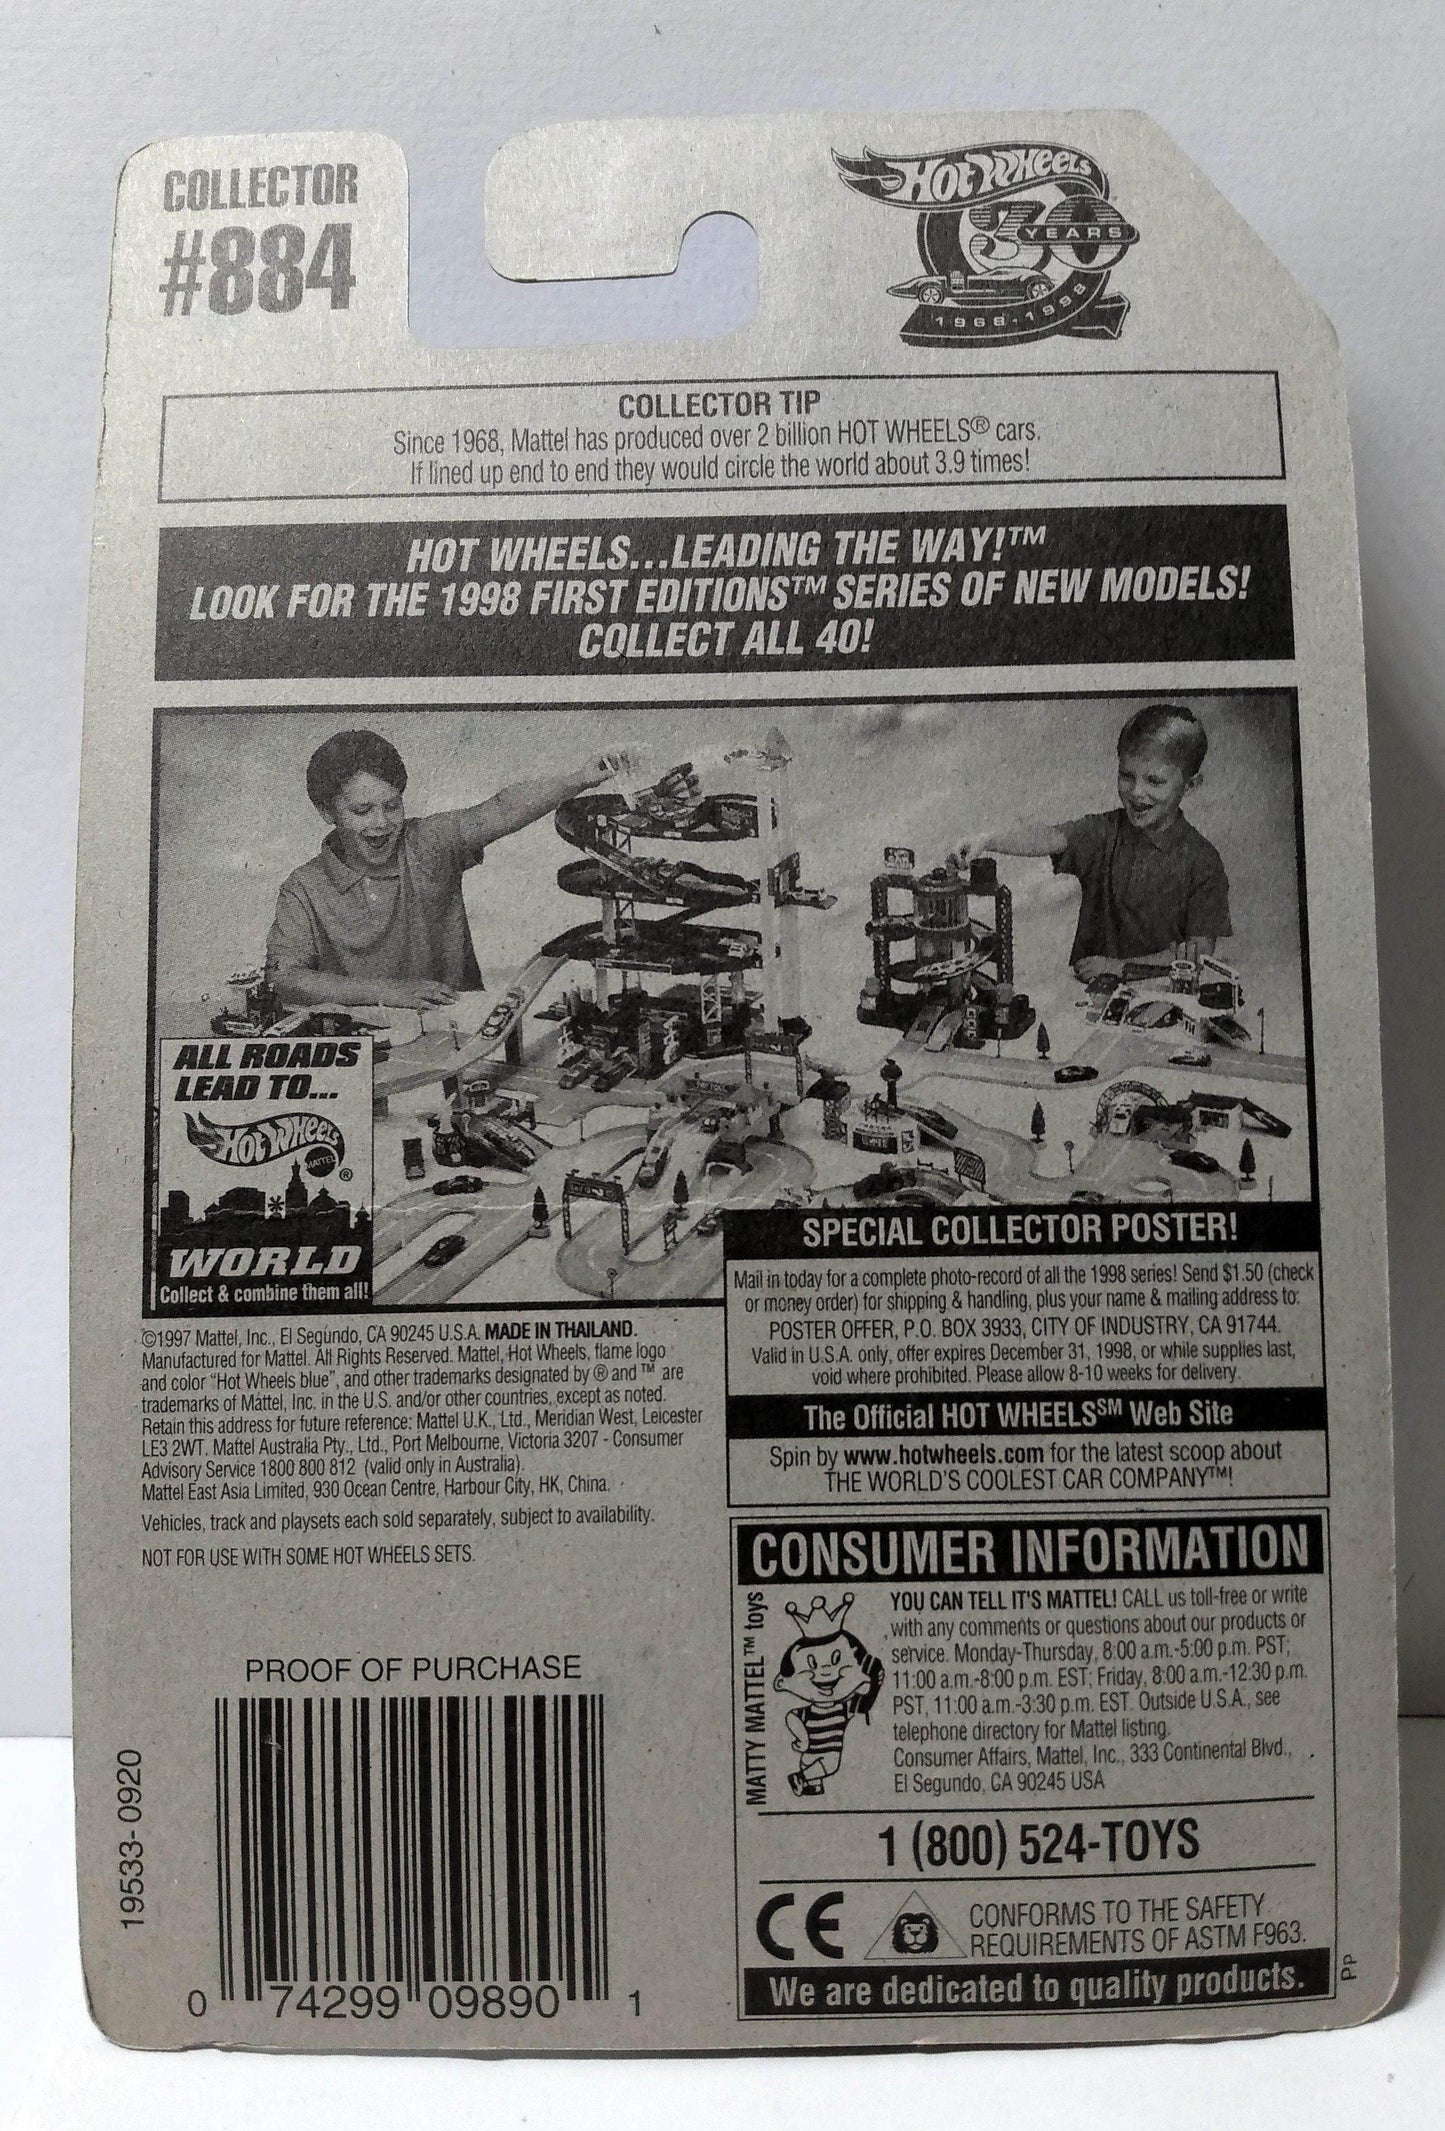 COLLECTOR
#884
HOT WHEELS
30
YEARS
1968-1998
COLLECTOR TIP
Since 1968, Mattel has produced over 2 billion HOT WHEELS® cars.
If lined up end to end they would circle the world about 3.9 times!
HOT WHEELS...LEADING THE WAY!™
LOOK FOR THE 1998 FIRST EDITIONS™ SERIES OF NEW MODELS!
COLLECT ALL 40!
ALL ROADS
LEAD TO...
HOT WHEELS
MATTEL
®
WORLD
Collect & combine them all!
SPECIAL COLLECTOR POSTER!
Mail in today for a complete photo-record of all the 1998 series! Send $1.50 (check
or money order) for shipping & handling, plus your name & mailing address to:
POSTER OFFER, P.O. BOX 3933, CITY OF INDUSTRY, CA 91744.
Valid in U.S.A. only, offer expires December 31, 1998, or while supplies last,
void where prohibited. Please allow 8-10 weeks for delivery.
The Official HOT WHEELS℠ Web Site
Spin by www.hotwheels.com for the latest scoop about
THE WORLD'S COOLEST CAR COMPANY™!
©1997 Mattel, Inc., El Segundo, CA 90245 U.S.A. MADE IN THAILAND.
Manufactured for Mattel. All Rights Reserved. Mattel, Hot Wheels, flame logo
and color "Hot Wheels blue", and other trademarks designated by ® and ™ are
trademarks of Mattel, Inc. in the U.S. and/or other countries, except as noted.
Retain this address for future reference: Mattel U.K., Ltd., Meridian West, Leicester
LE3 2WT. Mattel Australia Pty., Ltd., Port Melbourne, Victoria 3207 - Consumer
Advisory Service 1800 800 812 (valid only in Australia).
Mattel East Asia Limited, 930 Ocean Centre, Harbour City, HK, China.
Vehicles, track and playsets each sold separately, subject to availability.
NOT FOR USE WITH SOME HOT WHEELS SETS.
CONSUMER INFORMATION
MATTY MATTEL™ toys
YOU CAN TELL IT'S MATTEL! CALL us toll-free or write
with any comments or questions about our products or
service. Monday-Thursday, 8:00 a.m.-5:00 p.m. PST;
11:00 a.m.-8:00 p.m. EST; Friday, 8:00 a.m.-12:30 p.m.
PST, 11:00 a.m.-3:30 p.m. EST. Outside U.S.A., see
telephone directory for Mattel listing.
Consumer Affairs, Mattel, Inc., 333 Continental Blvd.,
El Segundo, CA 90245 USA
1 (800) 524-TOYS
CE
CONFORMS TO THE SAFETY
REQUIREMENTS OF ASTM F963.
We are dedicated to quality products.
Pp
PROOF OF PURCHASE
19533-0920
0 74299 09890 1